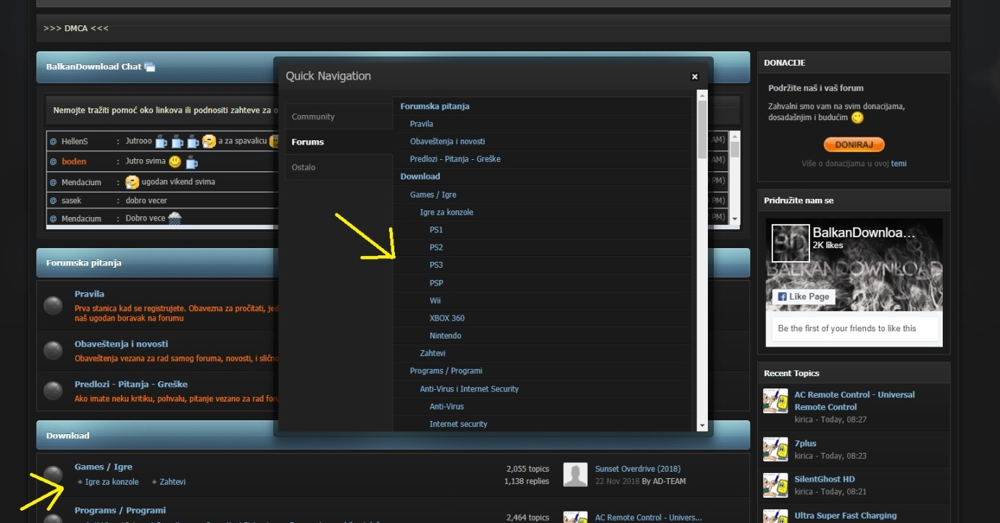 >>> DMCA <<<
BalkanDownload Chat
Nemojte tražiti pomoć oko linkova ili podnositi zahteve za o
@ HellenS : Jutrooo a za spavalicu AM)
@ boden : Jutro svima AM)
@ Mendacium : ugodan vikend svima PM)
@ sasek : dobro vecer PM)
@ Mendacium : Dobro vece PM)
Forumska pitanja
Pravila
Prva stanica kad se registrujete. Obavezna za pročitati, jed
naš ugodan boravak na forumu
Obaveštenja i novosti
Obaveštenja vezana za rad samog foruma, novosti, i slično
Predlozi - Pitanja - Greške
Ako imate neku kritiku, pohvalu, pitanje vezano za rad foru
Download
Games / Igre
Igre za konzole Zahtevi
2,055 topics
1,138 replies
Sunset Overdrive (2018)
22 Nov 2018 By AD-TEAM
Programs / Programi
2,464 topics
AC Remote Control - Univers...
Quick Navigation
Community
Forums
Ostalo
Forumska pitanja
Pravila
Obaveštenja i novosti
Predlozi - Pitanja - Greške
Download
Games / Igre
Igre za konzole
PS1
PS2
PS3
PSP
Wii
XBOX 360
Nintendo
Zahtevi
Programs / Programi
Anti-Virus i Internet Security
Anti-Virus
Internet security
DONACIJE
Podržite naš i vaš forum
Zahvalni smo vam na svim donacijama,
dosadašnjim i budućim
DONIRAJ
Više o donacijama u ovoj temi
Pridružite nam se
BD
BalkanDownloa...
2K likes
BALKANDOWNLOAD
Like Page
Be the first of your friends to like this
Recent Topics
AC Remote Control - Universal
Remote Control
kirica - Today, 08:27
7plus
kirica - Today, 08:23
SilentGhost HD
kirica - Today, 08:21
Ultra Super Fast Charging